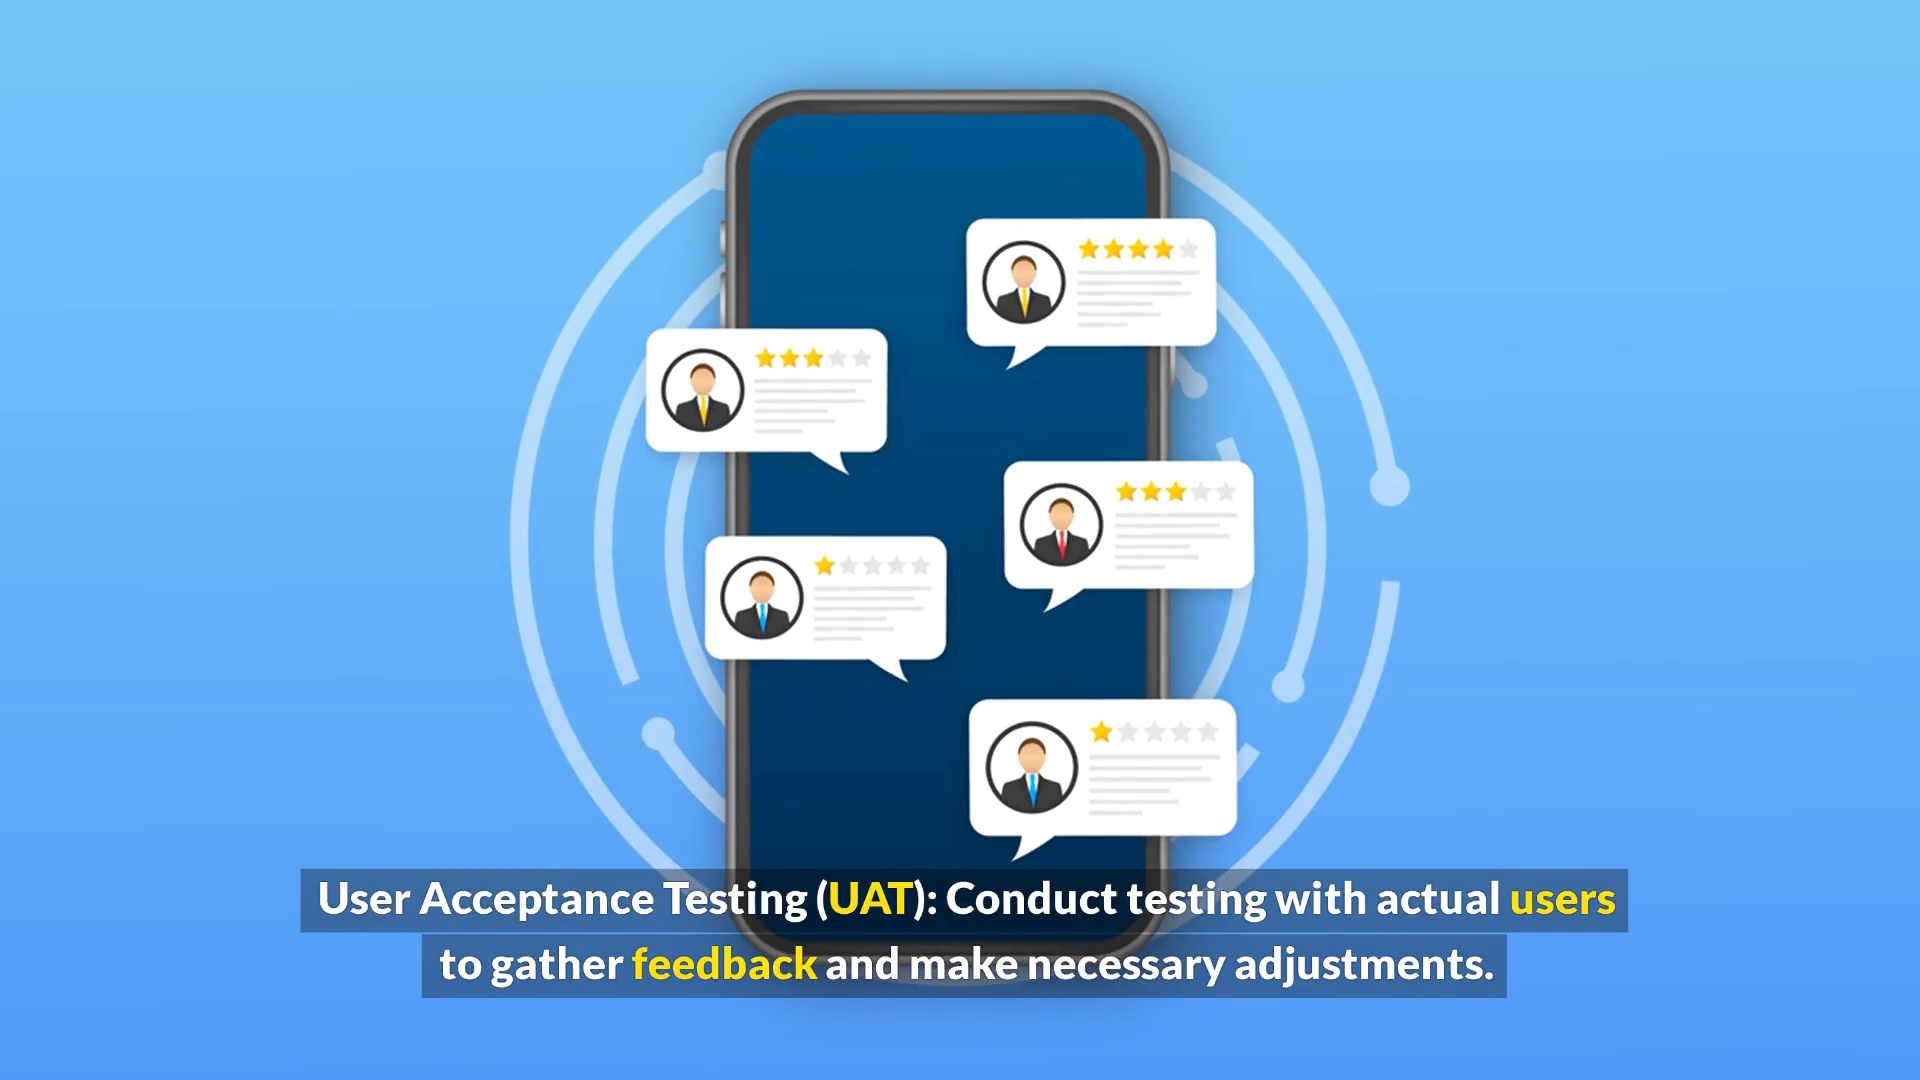 User Acceptance Testing (UAT): Conduct testing with actual users
to gather feedback and make necessary adjustments.